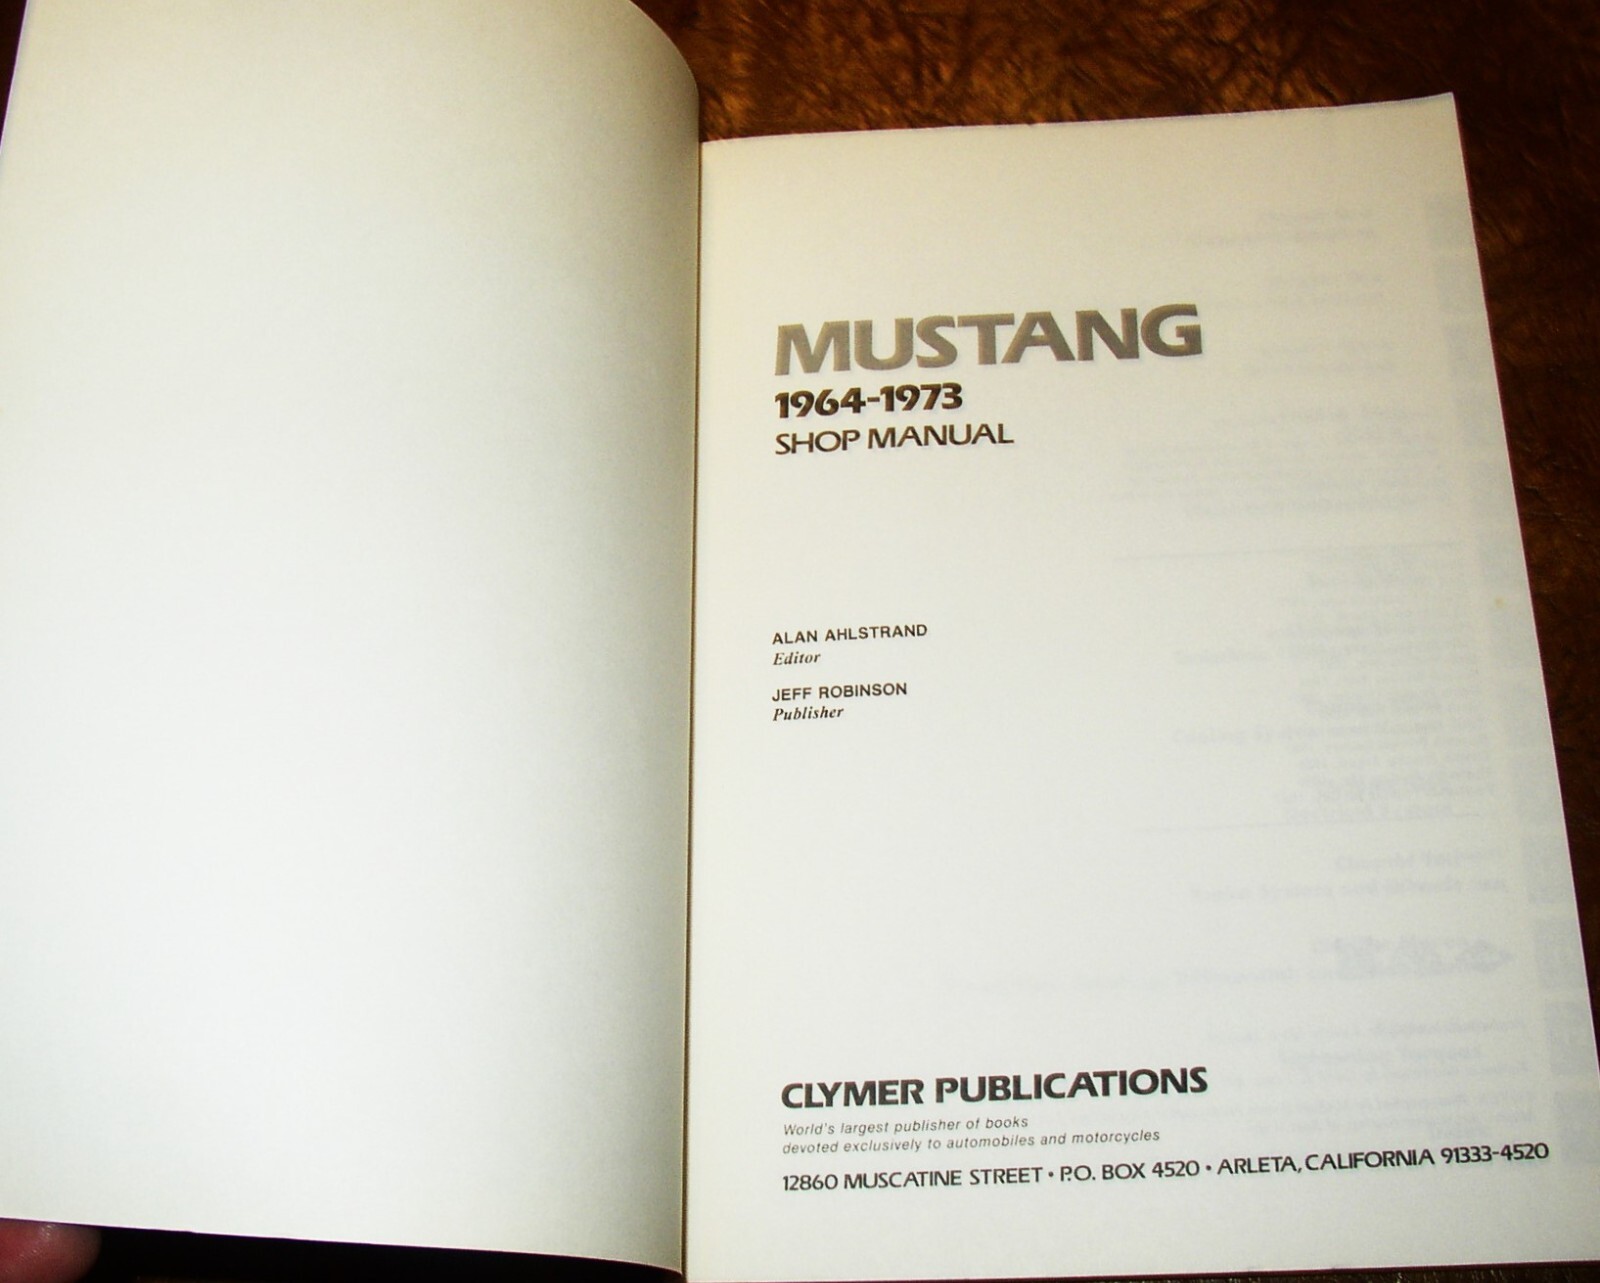 MUSTANG
1964-1973
SHOP MANUAL
ALAN AHLSTRAND
Editor
JEFF ROBINSON
Publisher
CLYMER PUBLICATIONS
World's largest publisher of books
devoted exclusively to automobiles and motorcycles
12860 MUSCATINE STREET • P.O. BOX 4520 • ARLETA, CALIFORNIA 91333-4520